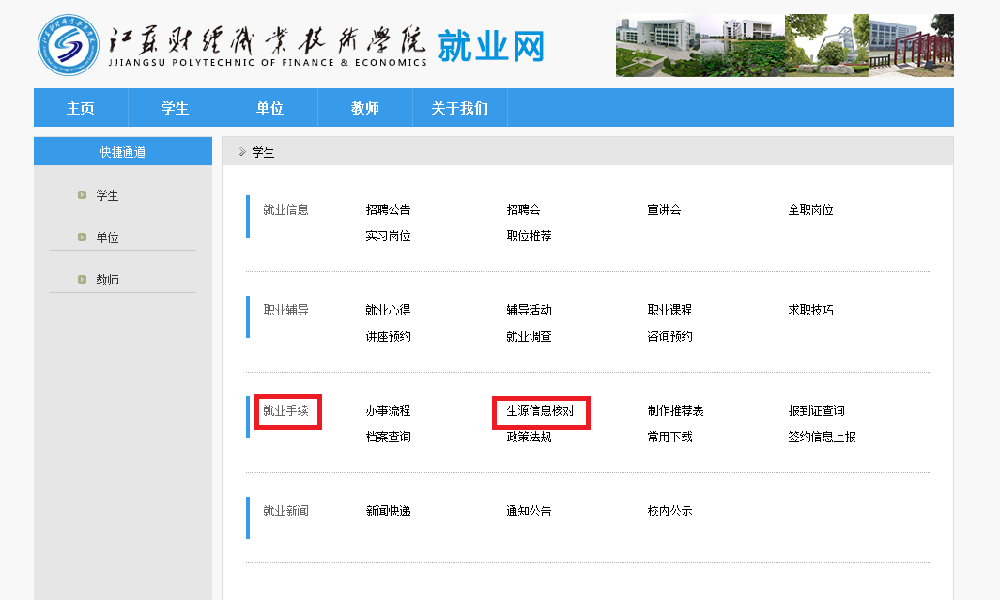 江苏财经职业技术学院 就业网
JJIANGSU POLYTECHNIC OF FINANCE & ECONOMICS
主页 学生 单位 教师 关于我们
快捷通道
学生
单位
教师
学生
就业信息 招聘公告 招聘会 宣讲会 全职岗位
实习岗位 职位推荐
职业辅导 就业心得 辅导活动 职业课程 求职技巧
讲座预约 就业调查 咨询预约
就业手续 办事流程 生源信息核对 制作推荐表 报到证查询
档案查询 政策法规 常用下载 签约信息上报
就业新闻 新闻快递 通知公告 校内公示